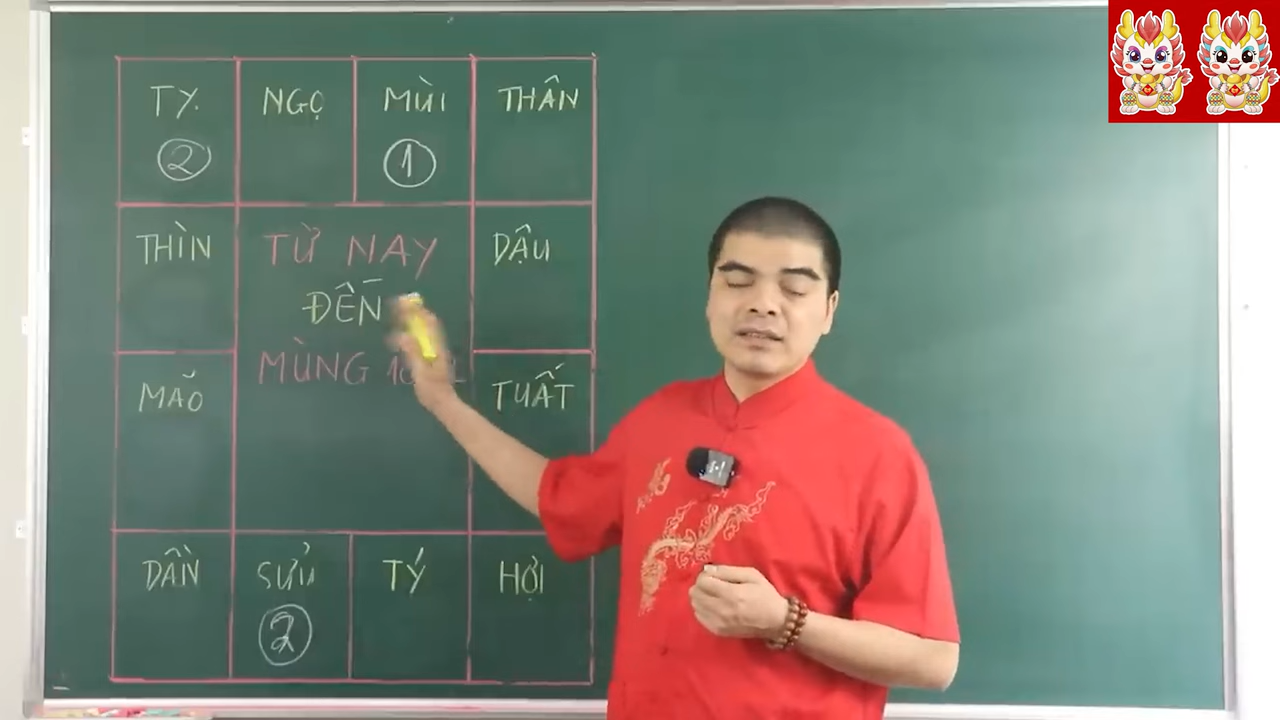 TỴ.
NGỌ
MÙI
THÂN
②
①
THÌN
TỪ NAY
DẬU
ĐẾN
MÙNG
MÃO
TUẤT
DẦN
SỬU
TÝ
HỢI
②